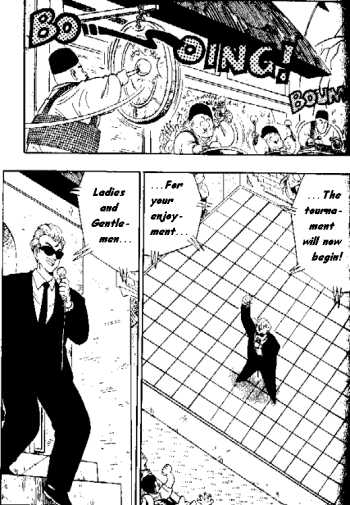 BO
OING!
BOUM
Ladies
and
Gentle-
men...
...For
your
enjoy-
ment...
...The
tourna-
ment
will now
begin!